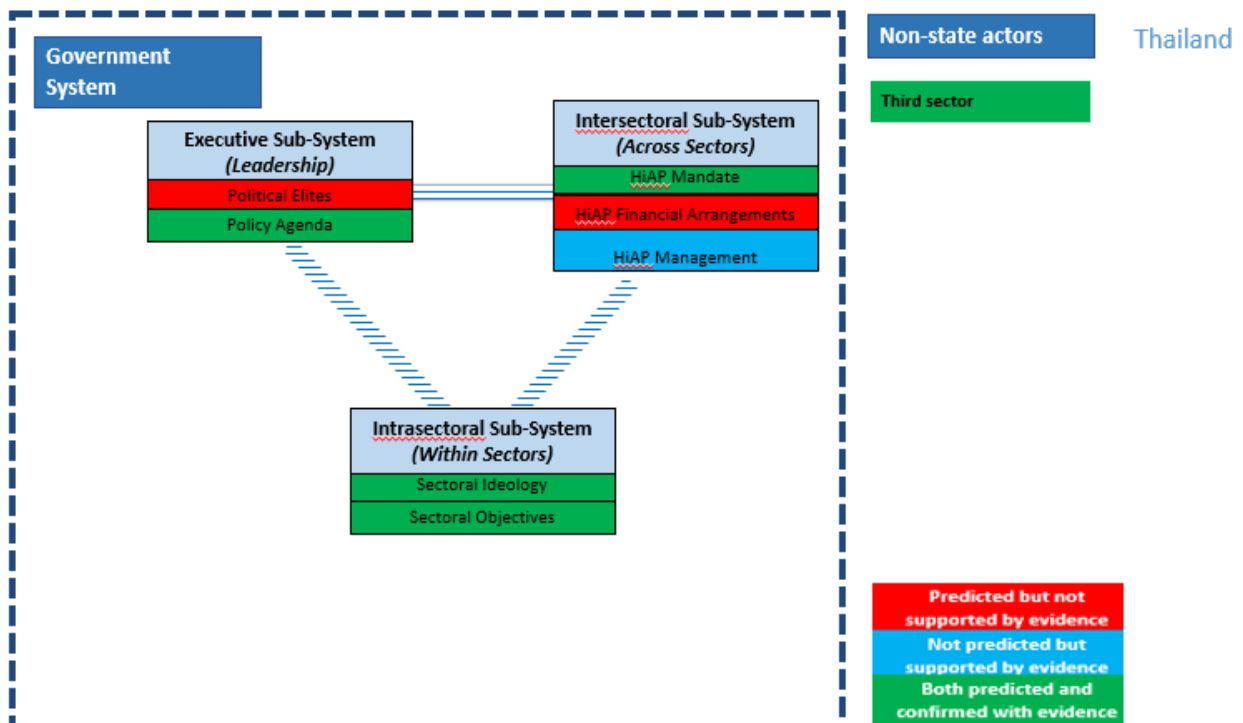 Government
System
Non-state actors
Thailand
Third sector
Executive Sub-System
(Leadership)
Political Elites
Policy Agenda
Intersectoral Sub-System
(Across Sectors)
HiAP Mandate
HiAP Financial Arrangements
HiAP Management
Intrasectoral Sub-System
(Within Sectors)
Sectoral Ideology
Sectoral Objectives
Predicted but not
supported by evidence
Not predicted but
supported by evidence
Both predicted and
confirmed with evidence